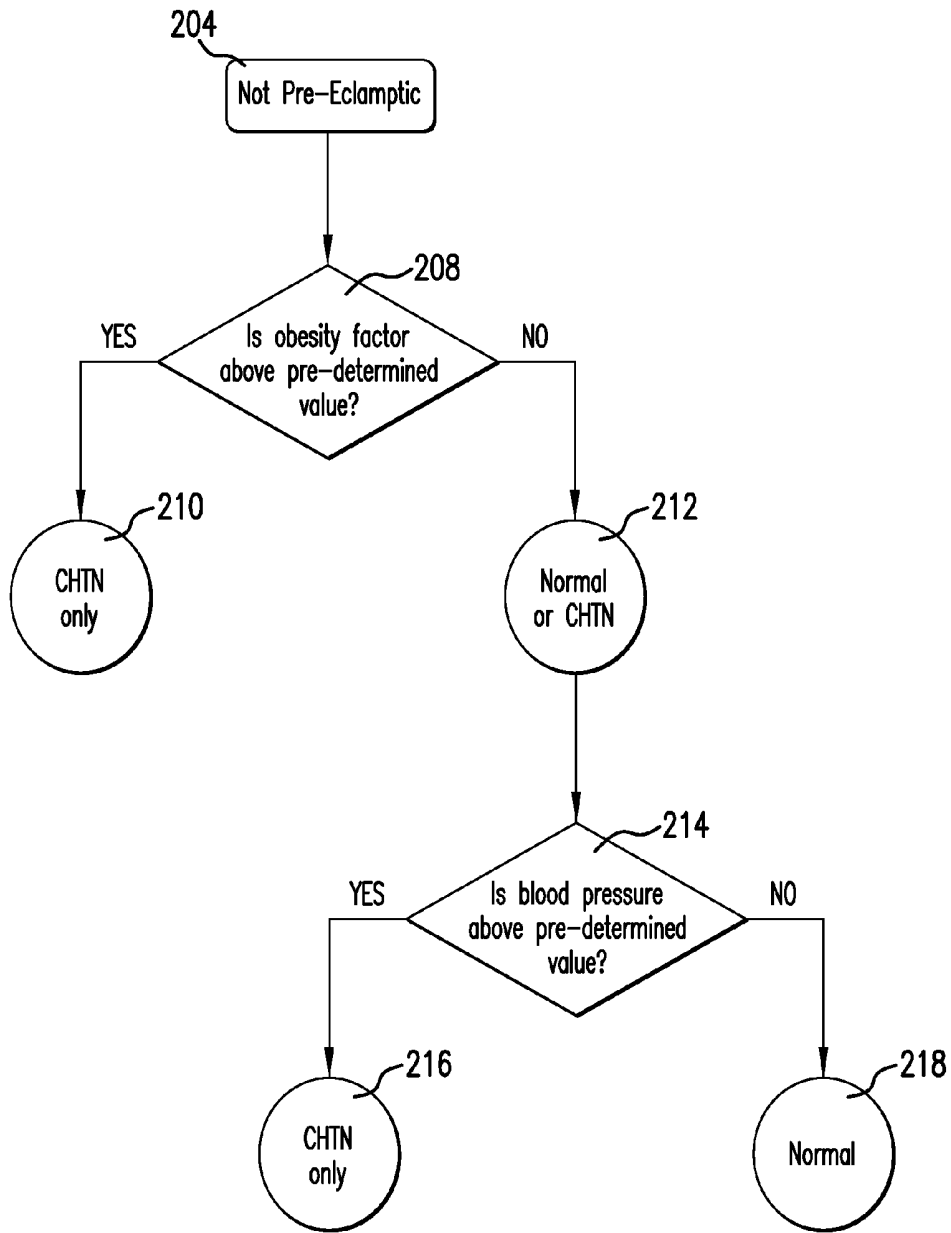 204
Not Pre-Eclamptic
208
YES
Is obesity factor
above pre-determined
value?
NO
210
CHTN
only
212
Normal
or CHTN
214
YES
Is blood pressure
above pre-determined
value?
NO
216
CHTN
only
218
Normal